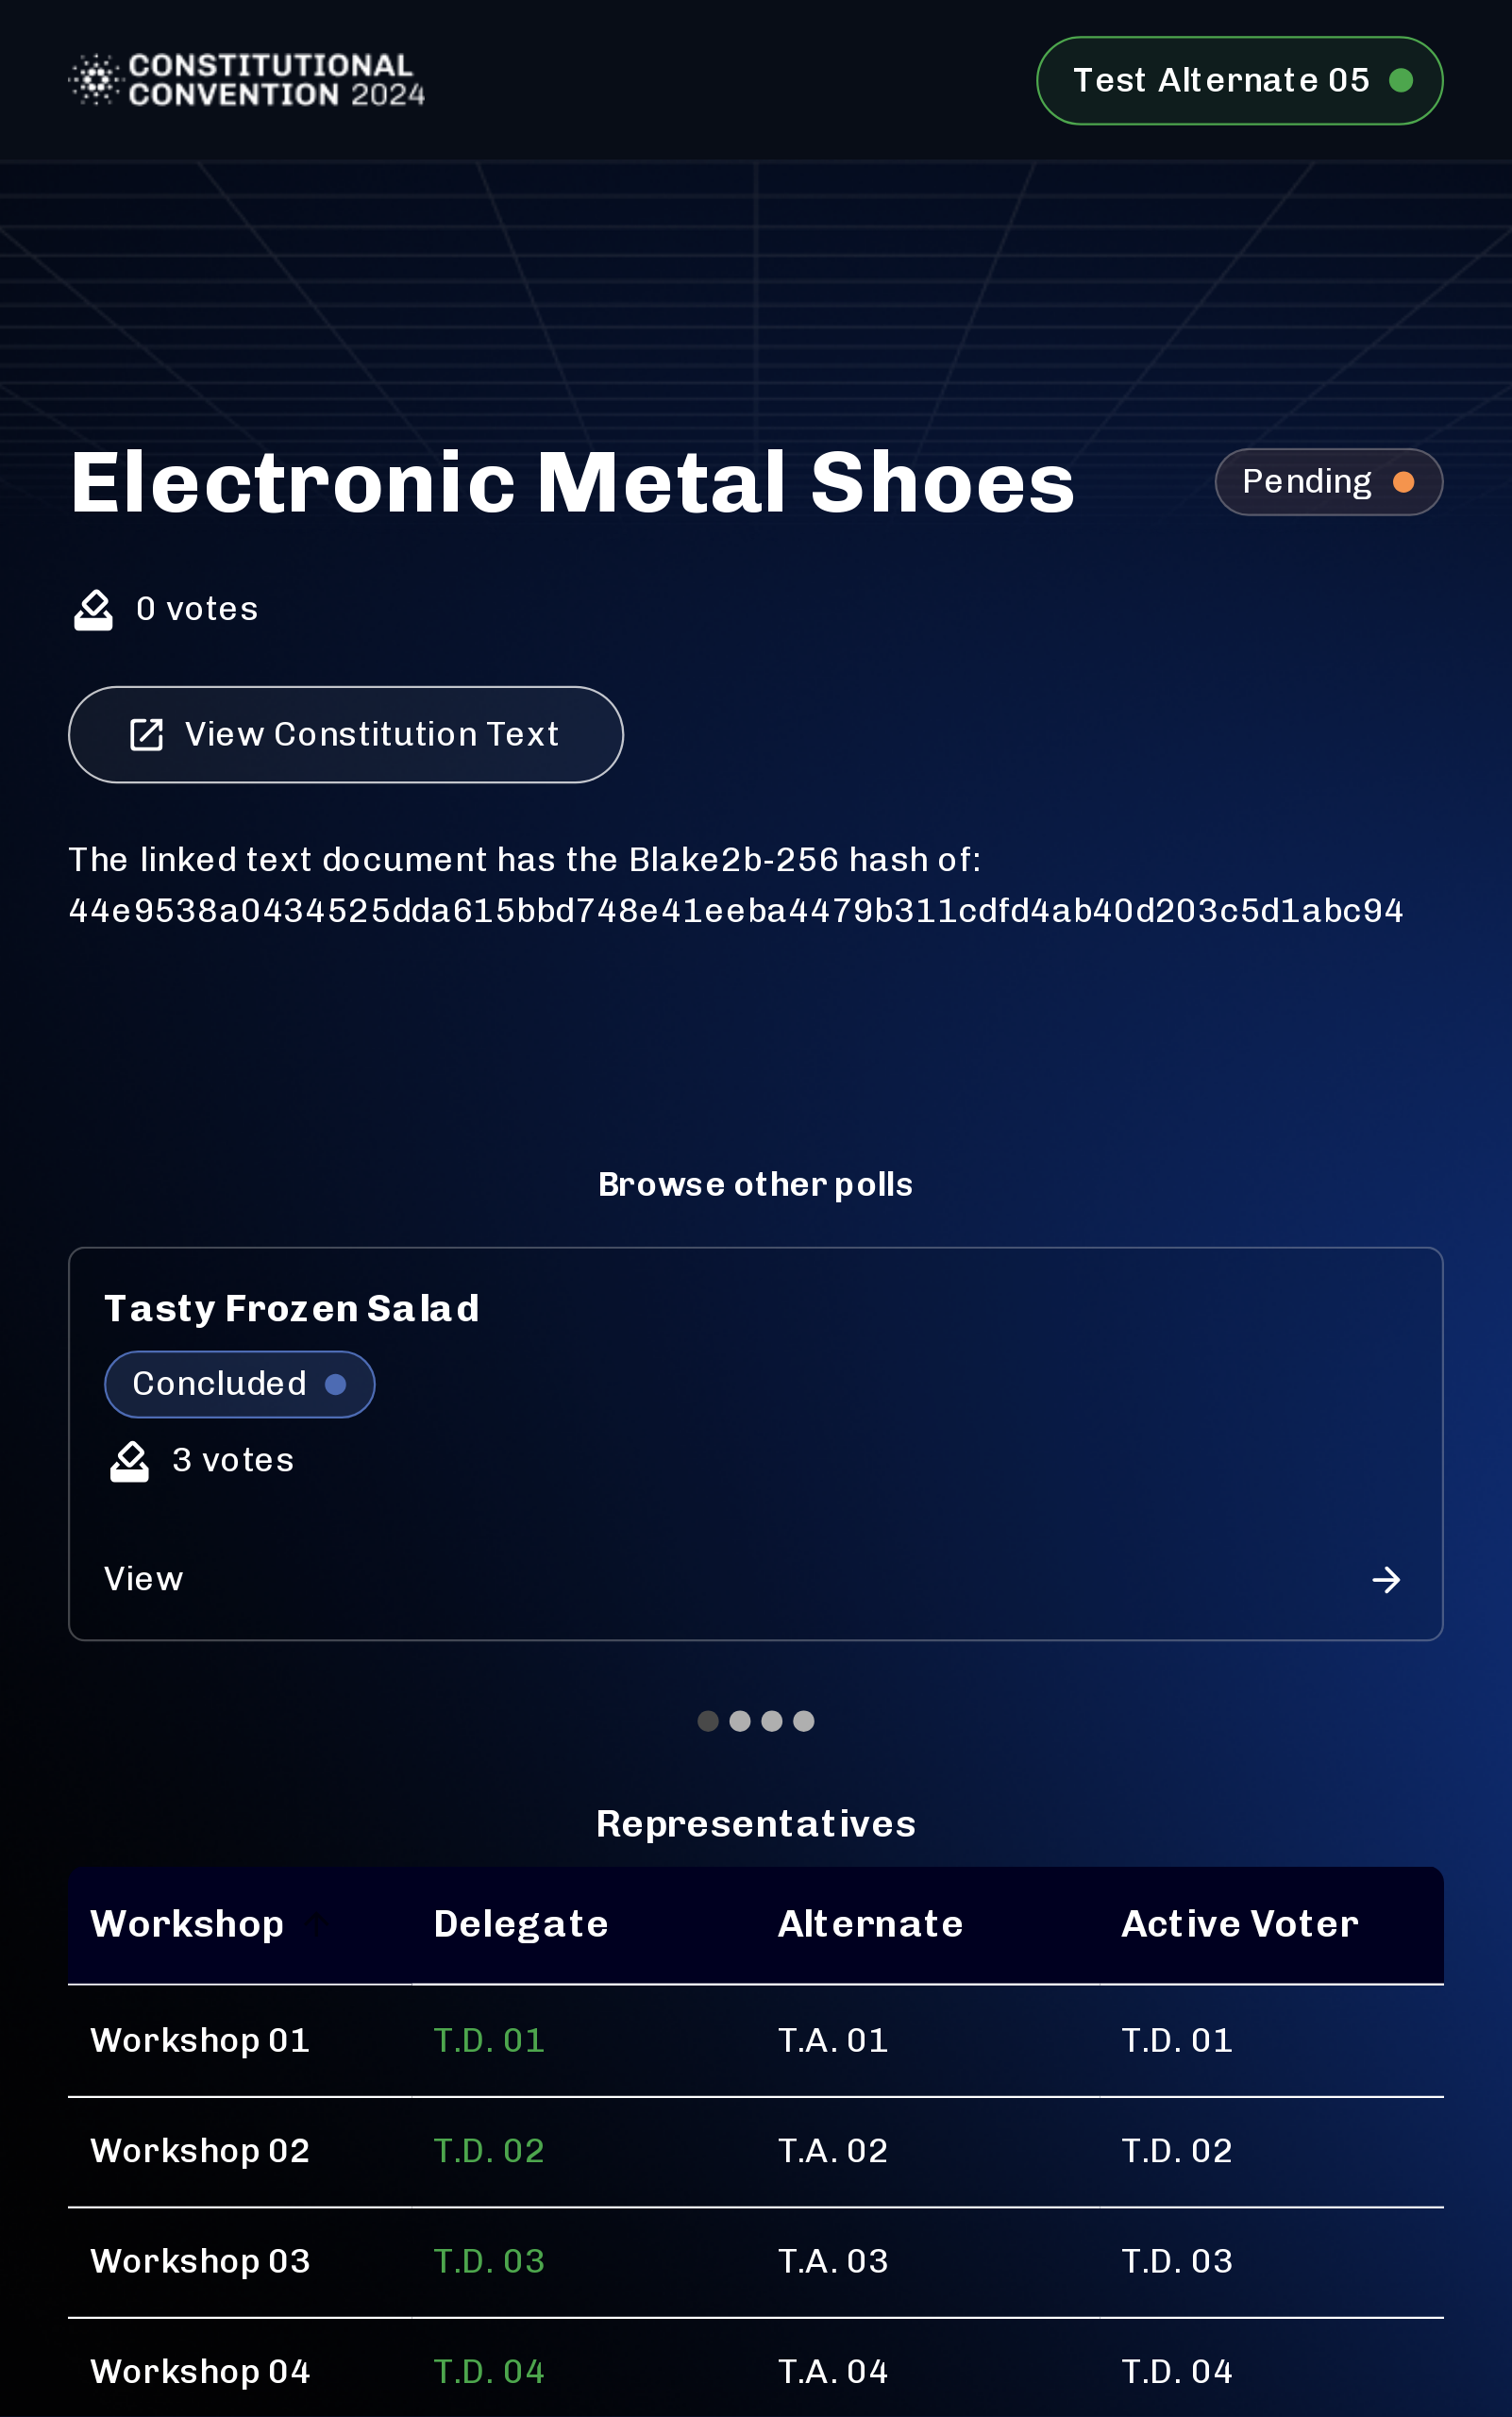 CONSTITUTIONAL
CONVENTION 2024
Test Alternate 05
Electronic Metal Shoes
Pending
0 votes
View Constitution Text
The linked text document has the Blake2b-256 hash of:
44e9538a0434525dda615bbd748e41eeba4479b311cdfd4ab40d203c5d1abc94
Browse other polls
Tasty Frozen Salad
Concluded
3 votes
View
Representatives
Workshop Delegate Alternate Active Voter
Workshop 01 T.D. 01 T.A. 01 T.D. 01
Workshop 02 T.D. 02 T.A. 02 T.D. 02
Workshop 03 T.D. 03 T.A. 03 T.D. 03
Workshop 04 T.D. 04 T.A. 04 T.D. 04